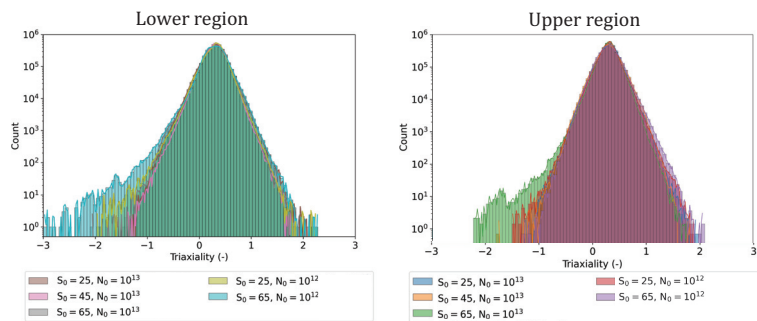 Lower region
Upper region
10⁶
10⁵
10⁴
10³
10²
10¹
10⁰
Count
−3 −2 −1 0 1 2 3
Triaxiality (-)
S₀ = 25, N₀ = 10¹³
S₀ = 45, N₀ = 10¹³
S₀ = 65, N₀ = 10¹³
S₀ = 25, N₀ = 10¹²
S₀ = 65, N₀ = 10¹²
10⁶
10⁵
10⁴
10³
10²
10¹
10⁰
Count
−3 −2 −1 0 1 2 3
Triaxiality (-)
S₀ = 25, N₀ = 10¹³
S₀ = 45, N₀ = 10¹³
S₀ = 65, N₀ = 10¹³
S₀ = 25, N₀ = 10¹²
S₀ = 65, N₀ = 10¹²